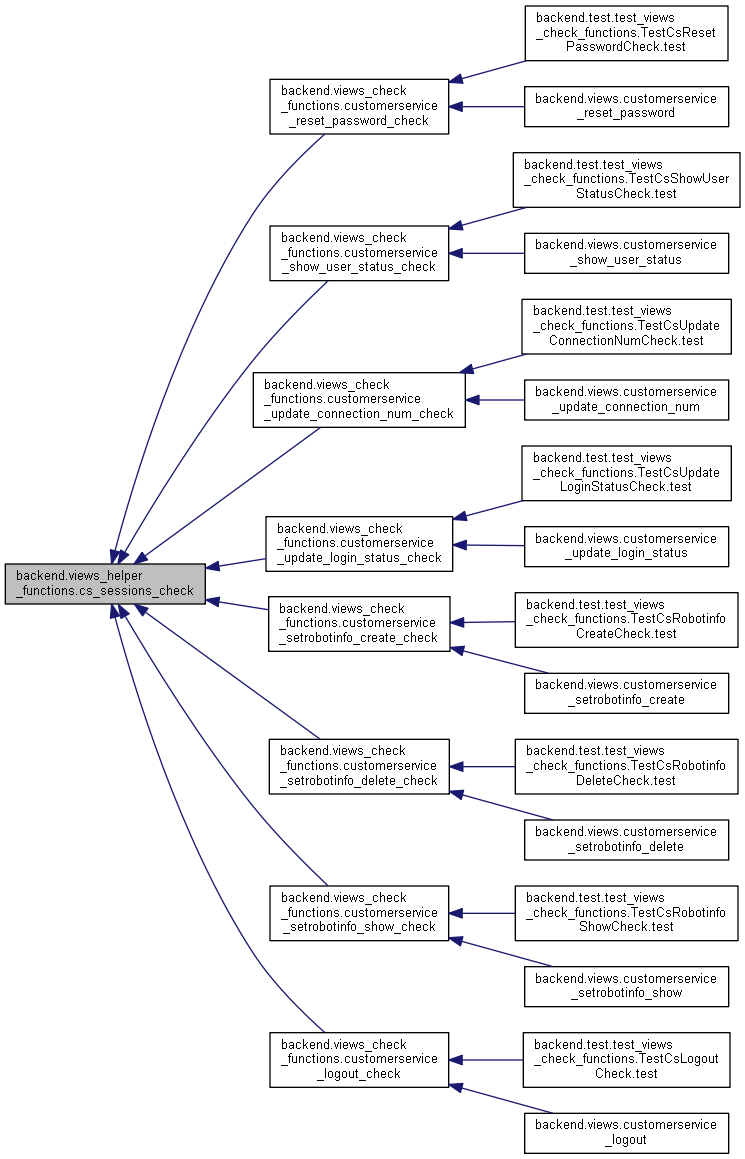 backend.views_helper
_functions.cs_sessions_check
backend.views_check
_functions.customerservice
_reset_password_check
backend.test.test_views
_check_functions.TestCsReset
PasswordCheck.test
backend.views.customerservice
_reset_password
backend.views_check
_functions.customerservice
_show_user_status_check
backend.test.test_views
_check_functions.TestCsShowUser
StatusCheck.test
backend.views.customerservice
_show_user_status
backend.views_check
_functions.customerservice
_update_connection_num_check
backend.test.test_views
_check_functions.TestCsUpdate
ConnectionNumCheck.test
backend.views.customerservice
_update_connection_num
backend.views_check
_functions.customerservice
_update_login_status_check
backend.test.test_views
_check_functions.TestCsUpdate
LoginStatusCheck.test
backend.views.customerservice
_update_login_status
backend.views_check
_functions.customerservice
_setrobotinfo_create_check
backend.test.test_views
_check_functions.TestCsRobotinfo
CreateCheck.test
backend.views.customerservice
_setrobotinfo_create
backend.views_check
_functions.customerservice
_setrobotinfo_delete_check
backend.test.test_views
_check_functions.TestCsRobotinfo
DeleteCheck.test
backend.views.customerservice
_setrobotinfo_delete
backend.views_check
_functions.customerservice
_setrobotinfo_show_check
backend.test.test_views
_check_functions.TestCsRobotinfo
ShowCheck.test
backend.views.customerservice
_setrobotinfo_show
backend.views_check
_functions.customerservice
_logout_check
backend.test.test_views
_check_functions.TestCsLogout
Check.test
backend.views.customerservice
_logout